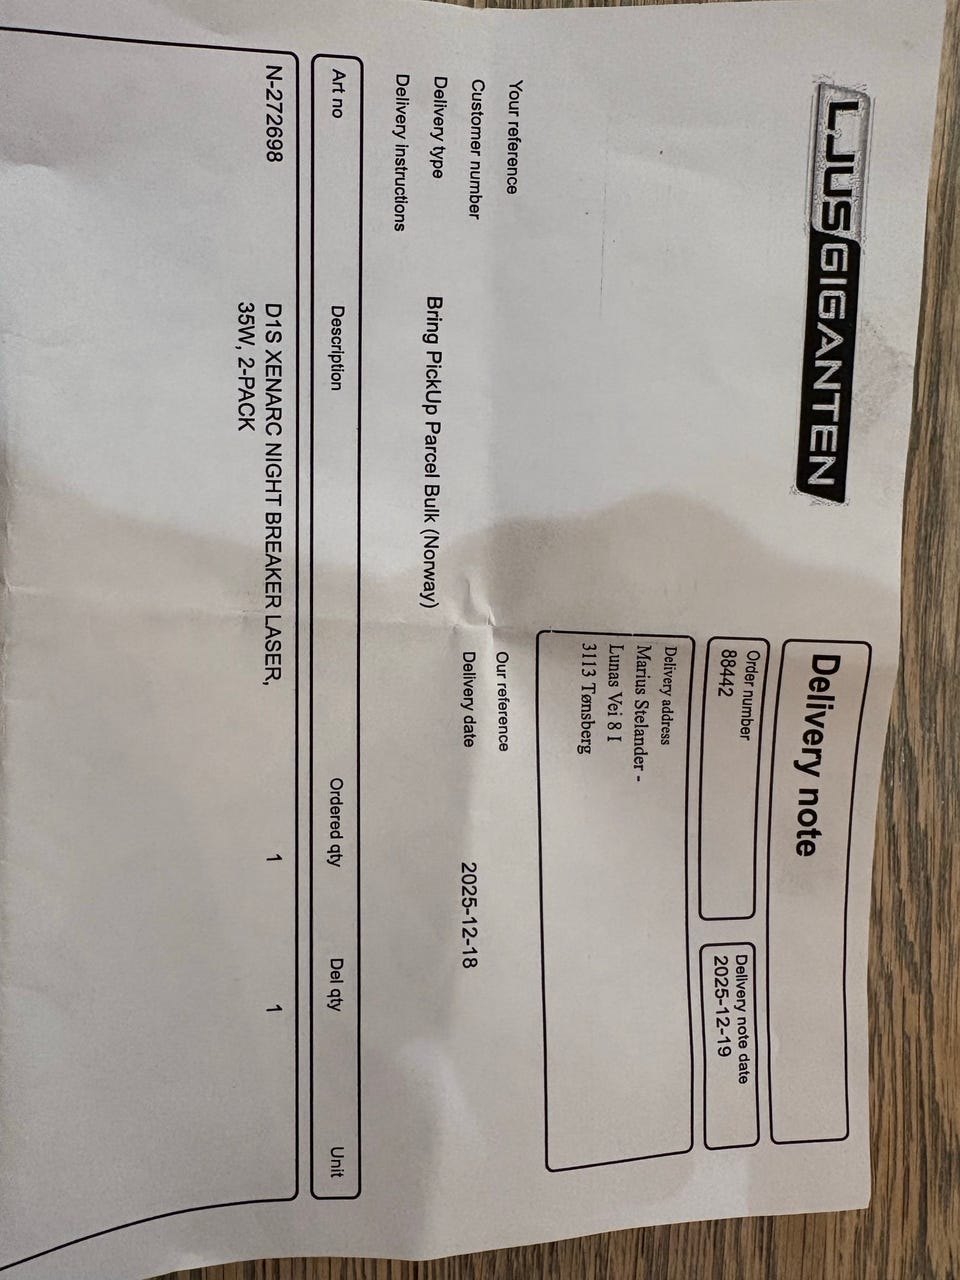 LJUSGIGANTEN
Delivery note
Order number
88442
Delivery note date
2025-12-19
Delivery address
Marius Stelander -
Lunas Vei 8 I
3113 Tønsberg
Your reference
Our reference
Customer number
Delivery date 2025-12-18
Delivery type Bring PickUp Parcel Bulk (Norway)
Delivery instructions
Art no Description Ordered qty Del qty Unit
N-272698 D1S XENARC NIGHT BREAKER LASER, 1 1
35W, 2-PACK